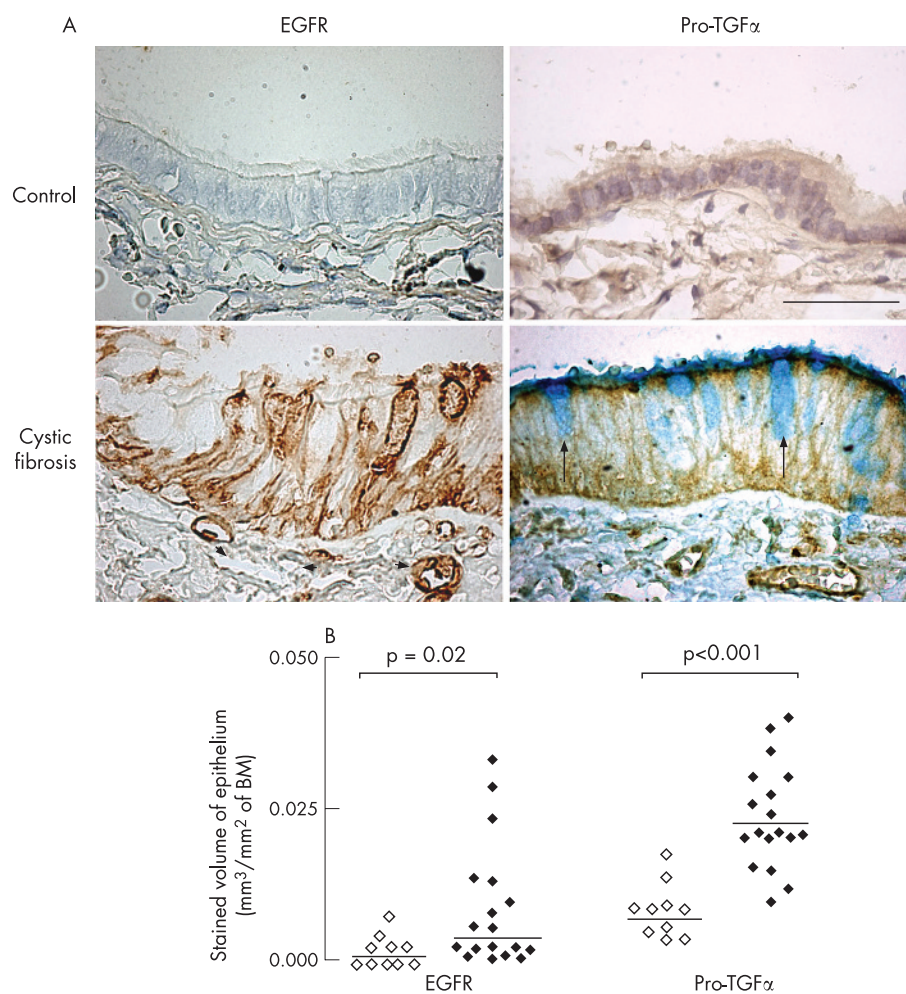 A
EGFR
Pro-TGFα
Control
Cystic
fibrosis
B
0.050
p = 0.02
p<0.001
Stained volume of epithelium
(mm³/mm² of BM)
0.025
0.000
EGFR
Pro-TGFα